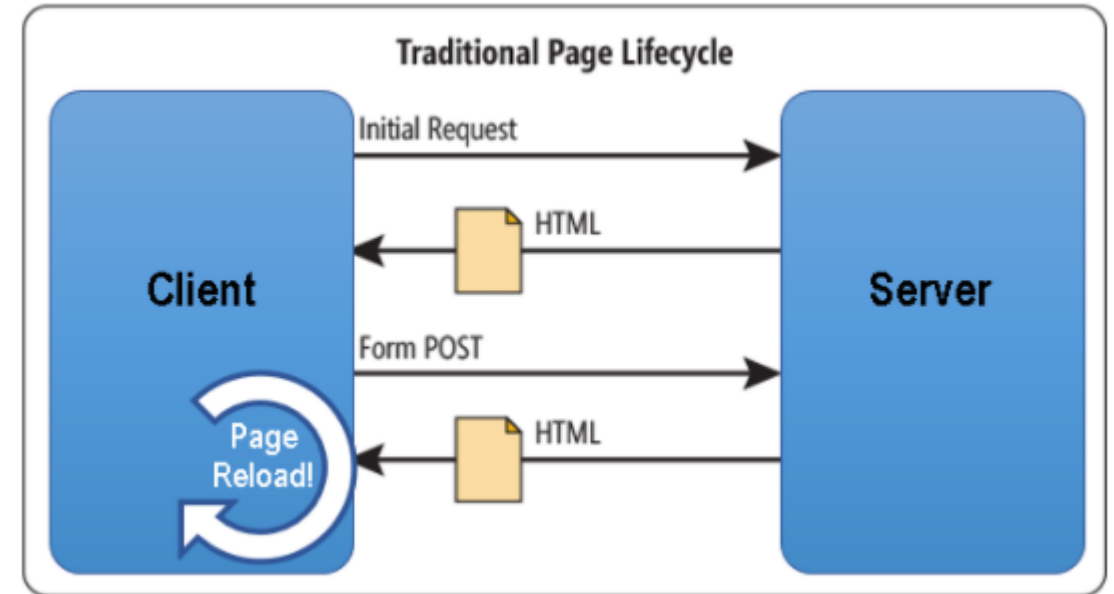 Traditional Page Lifecycle
Initial Request
HTML
Client
Server
Form POST
HTML
Page
Reload!